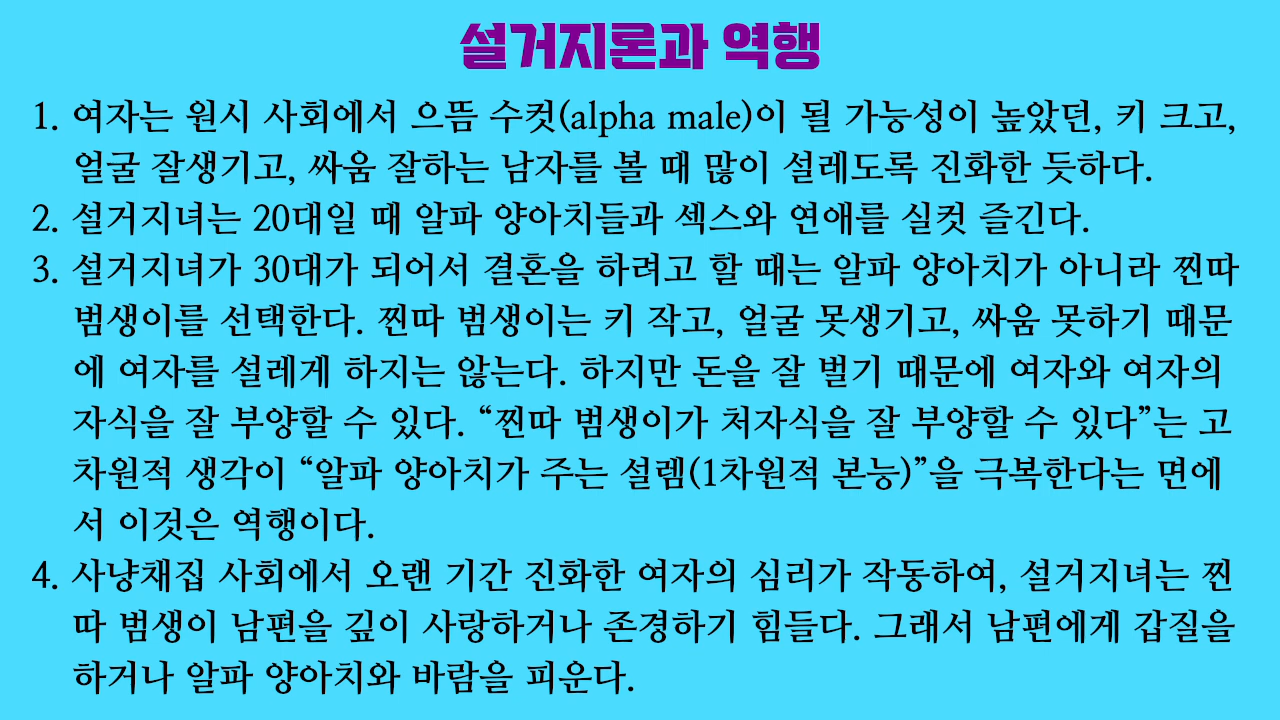 설거지론과 역행
1. 여자는 원시 사회에서 으뜸 수컷(alpha male)이 될 가능성이 높았던, 키 크고,
얼굴 잘생기고, 싸움 잘하는 남자를 볼 때 많이 설레도록 진화한 듯하다.
2. 설거지녀는 20대일 때 알파 양아치들과 섹스와 연애를 실컷 즐긴다.
3. 설거지녀가 30대가 되어서 결혼을 하려고 할 때는 알파 양아치가 아니라 찐따
범생이를 선택한다. 찐따 범생이는 키 작고, 얼굴 못생기고, 싸움 못하기 때문
에 여자를 설레게 하지는 않는다. 하지만 돈을 잘 벌기 때문에 여자와 여자의
자식을 잘 부양할 수 있다. “찐따 범생이가 처자식을 잘 부양할 수 있다”는 고
차원적 생각이 “알파 양아치가 주는 설렘(1차원적 본능)”을 극복한다는 면에
서 이것은 역행이다.
4. 사냥채집 사회에서 오랜 기간 진화한 여자의 심리가 작동하여, 설거지녀는 찐
따 범생이 남편을 깊이 사랑하거나 존경하기 힘들다. 그래서 남편에게 갑질을
하거나 알파 양아치와 바람을 피운다.